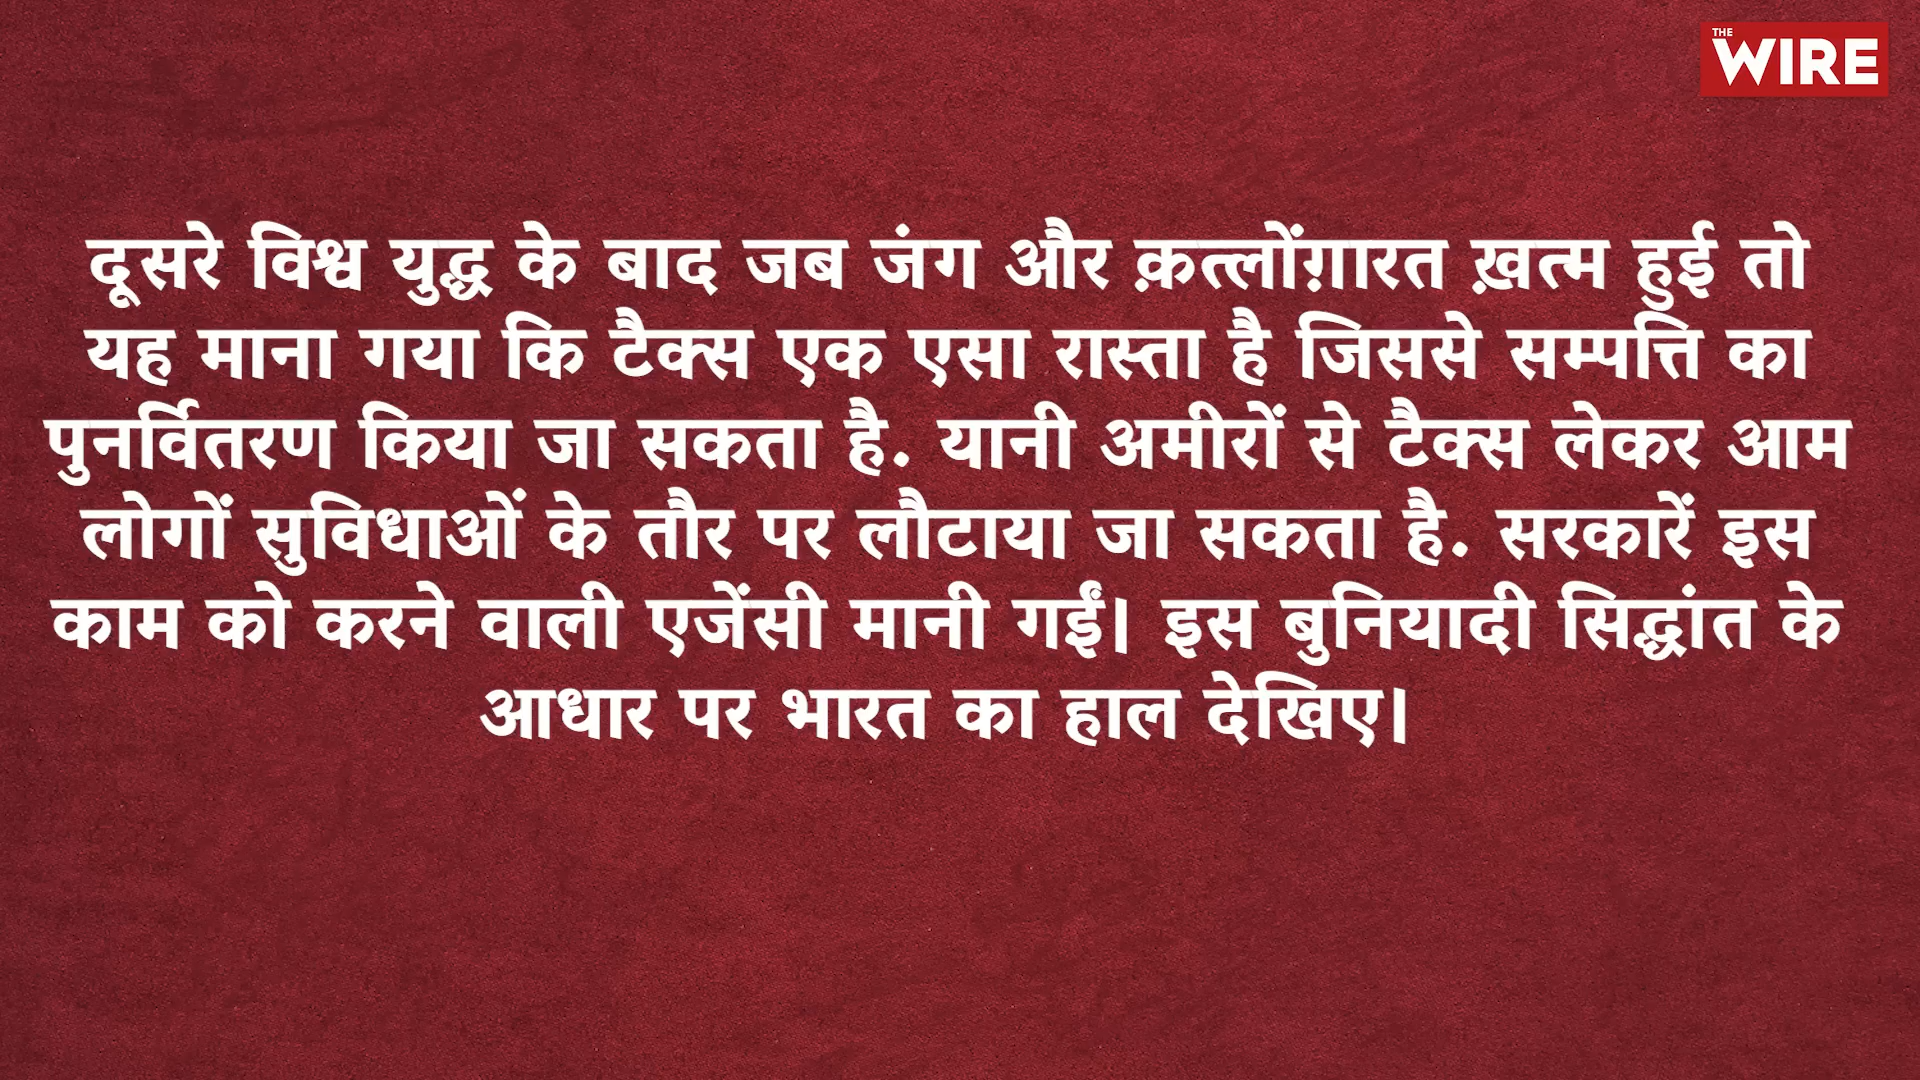 THE
WIRE
दूसरे विश्व युद्ध के बाद जब जंग और क़त्लोंग़ारत ख़त्म हुई तो
यह माना गया कि टैक्स एक एसा रास्ता है जिससे सम्पत्ति का
पुनर्वितरण किया जा सकता है. यानी अमीरों से टैक्स लेकर आम
लोगों सुविधाओं के तौर पर लौटाया जा सकता है. सरकारें इस
काम को करने वाली एजेंसी मानी गईं। इस बुनियादी सिद्धांत के
आधार पर भारत का हाल देखिए।